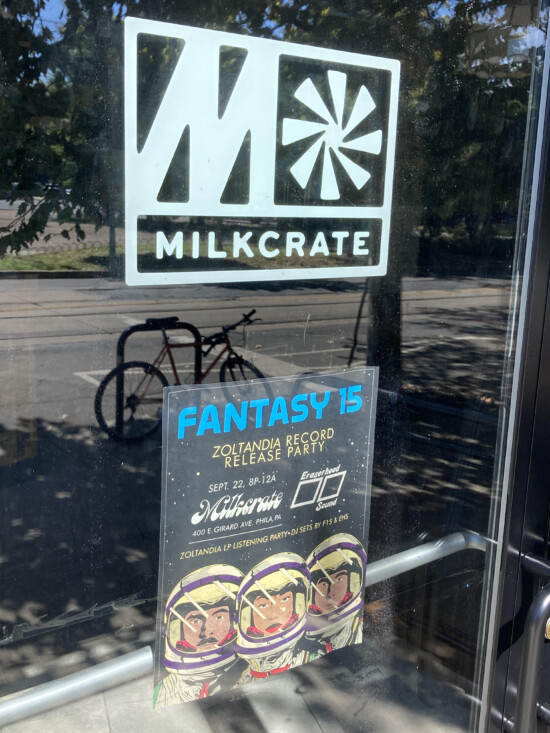 M
MILKCRATE
FANTASY 15
ZOLTANDIA RECORD
RELEASE PARTY
SEPT. 22, 8P-12A
Milkcrate
400 E. GIRARD AVE. PHILA, PA
Eraserhood
Sound
ZOLTANDIA LP LISTENING PARTY • DJ SETS BY F15 & EHS